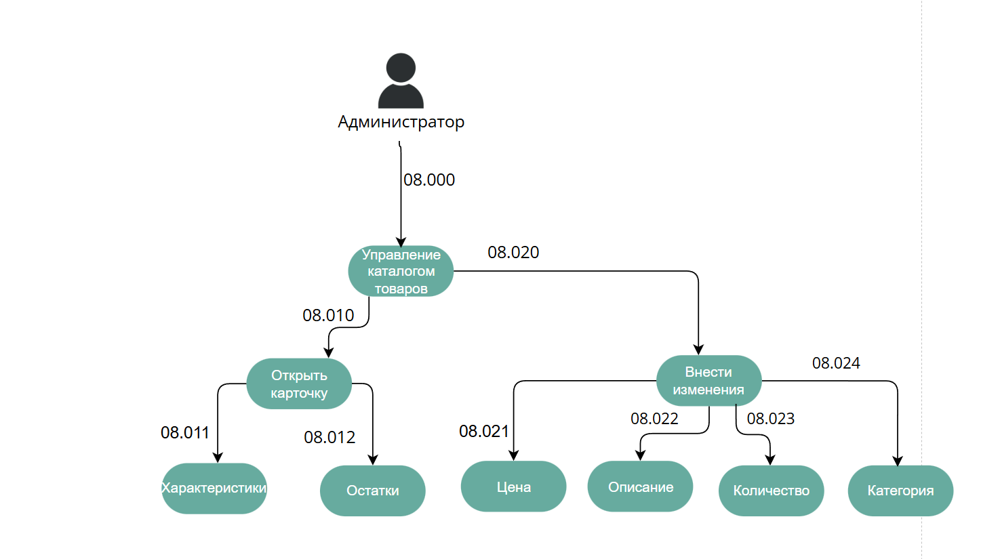 Администратор
08.000
Управление
каталогом
товаров
08.020
08.010
Открыть
карточку
Внести
изменения
08.024
08.011
08.012
08.021
08.022
08.023
Характеристики
Остатки
Цена
Описание
Количество
Категория